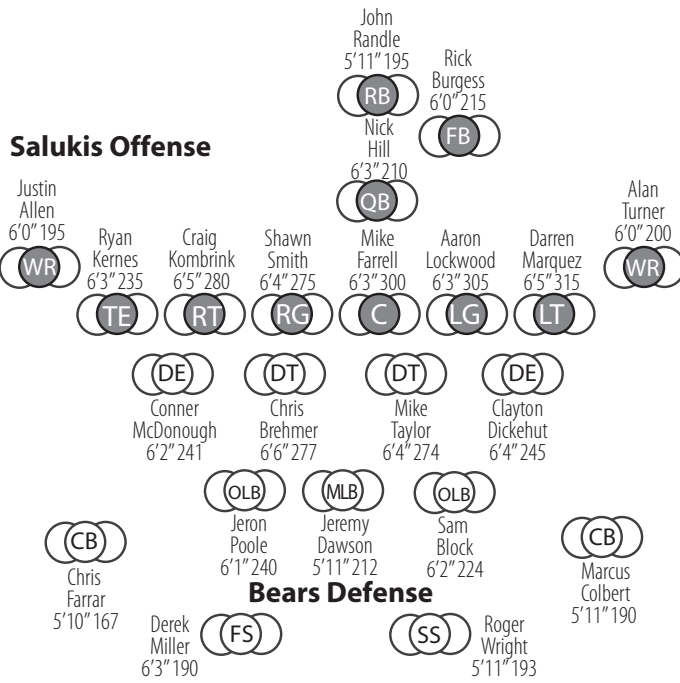 John
Randle
5'11" 195
RB
Rick
Burgess
6'0" 215
FB
Salukis Offense
Nick
Hill
6'3" 210
QB
Justin
Allen
6'0" 195
WR
Alan
Turner
6'0" 200
WR
Ryan
Kernes
6'3" 235
TE
Craig
Kombrink
6'5" 280
RT
Shawn
Smith
6'4" 275
RG
Mike
Farrell
6'3" 300
C
Aaron
Lockwood
6'3" 305
LG
Darren
Marquez
6'5" 315
LT
DE
Conner
McDonough
6'2" 241
DT
Chris
Brehmer
6'6" 277
DT
Mike
Taylor
6'4" 274
DE
Clayton
Dickehut
6'4" 245
OLB
Jeron
Poole
6'1" 240
MLB
Jeremy
Dawson
5'11" 212
OLB
Sam
Block
6'2" 224
CB
Chris
Farrar
5'10" 167
CB
Marcus
Colbert
5'11" 190
Bears Defense
Derek
Miller
6'3" 190
FS
SS
Roger
Wright
5'11" 193